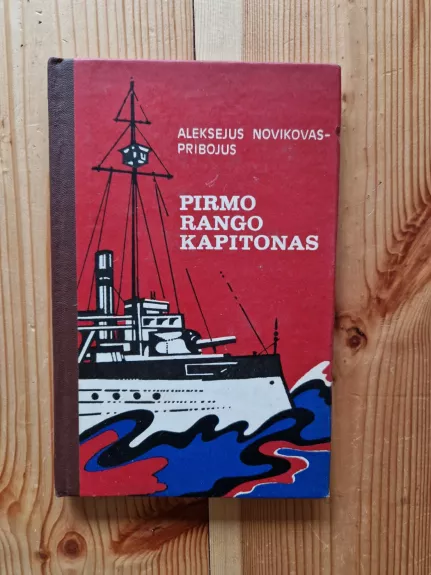 ALEKSEJUS NOVIKOVAS-
PRIBOJUS
PIRMO
RANGO
KAPITONAS